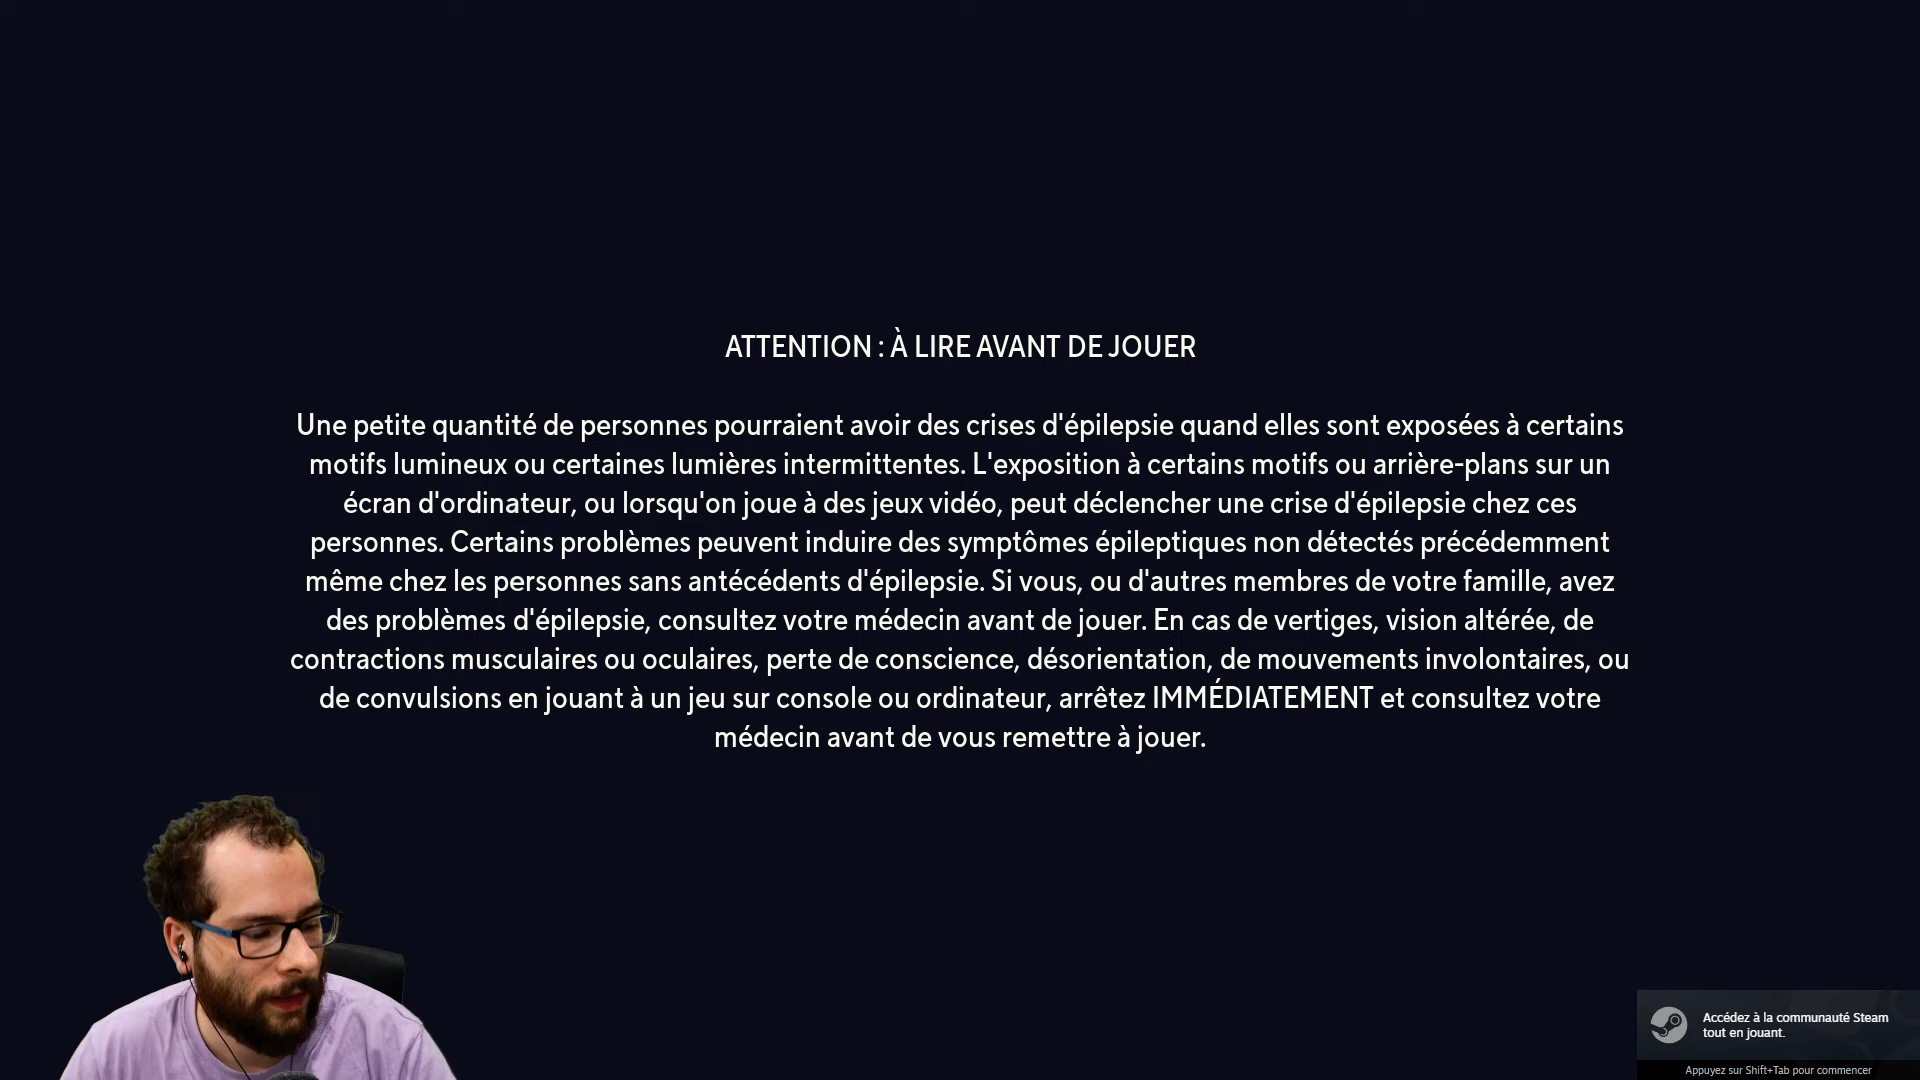 ATTENTION : À LIRE AVANT DE JOUER
Une petite quantité de personnes pourraient avoir des crises d'épilepsie quand elles sont exposées à certains
motifs lumineux ou certaines lumières intermittentes. L'exposition à certains motifs ou arrière-plans sur un
écran d'ordinateur, ou lorsqu'on joue à des jeux vidéo, peut déclencher une crise d'épilepsie chez ces
personnes. Certains problèmes peuvent induire des symptômes épileptiques non détectés précédemment
même chez les personnes sans antécédents d'épilepsie. Si vous, ou d'autres membres de votre famille, avez
des problèmes d'épilepsie, consultez votre médecin avant de jouer. En cas de vertiges, vision altérée, de
contractions musculaires ou oculaires, perte de conscience, désorientation, de mouvements involontaires, ou
de convulsions en jouant à un jeu sur console ou ordinateur, arrêtez IMMÉDIATEMENT et consultez votre
médecin avant de vous remettre à jouer.
Accédez à la communauté Steam
tout en jouant.
Appuyez sur Shift+Tab pour commencer